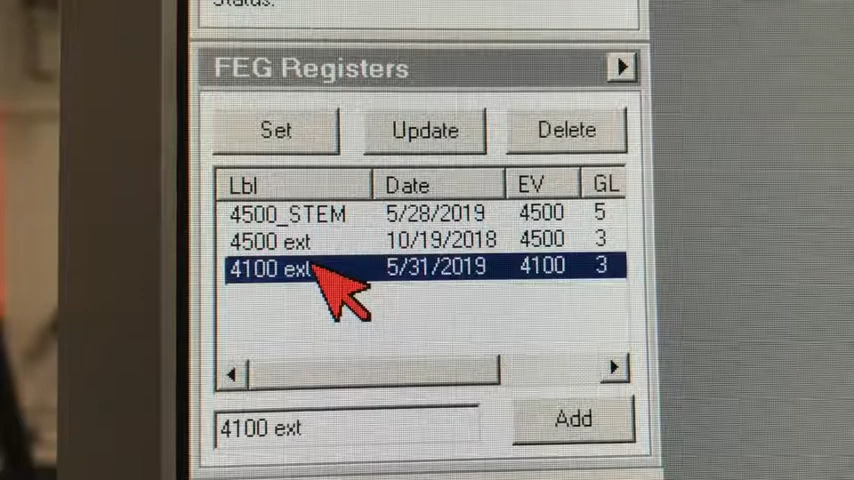 Status:
FEG Registers
Set Update Delete
Lbl Date EV GL
4500_STEM 5/28/2019 4500 5
4500 ext 10/19/2018 4500 3
4100 ext 5/31/2019 4100 3
4100 ext Add